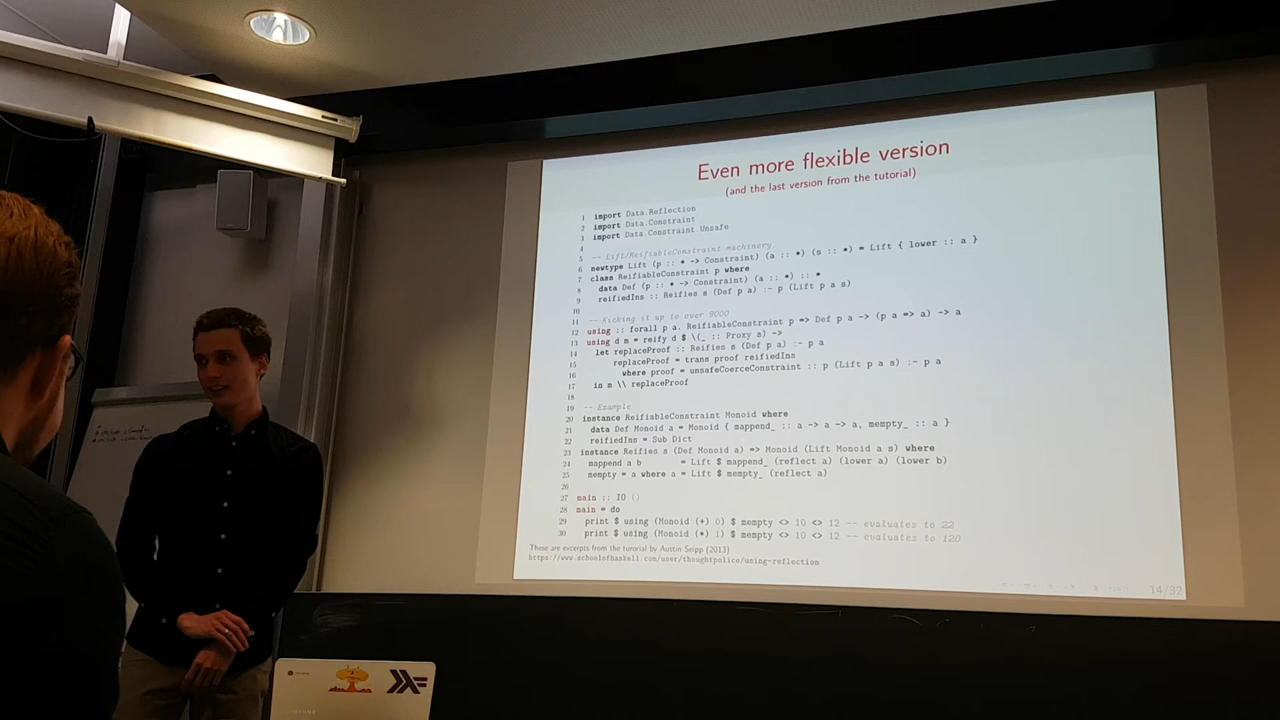 Even more flexible version
(and the last version from the tutorial)
1 import Data.Reflection
2 import Data.Constraint
3 import Data.Constraint.Unsafe
4
5 -- Lift/ReifiableConstraint machinery
6 newtype Lift (p :: * -> Constraint) (a :: *) (s :: *) = Lift { lower :: a }
7 class ReifiableConstraint p where
8 data Def (p :: * -> Constraint) (a :: *) :: *
9 reifiedIns :: Reifies s (Def p a) :- p (Lift p a s)
10
11 -- Kicking it up to over 9000
12 using :: forall p a. ReifiableConstraint p => Def p a -> (p a => a) -> a
13 using d m = reify d $ \(_ :: Proxy s) ->
14 let replaceProof :: Reifies s (Def p a) :- p a
15 replaceProof = trans proof reifiedIns
16 where proof = unsafeCoerceConstraint :: p (Lift p a s) :- p a
17 in m \\ replaceProof
18
19 -- Example
20 instance ReifiableConstraint Monoid where
21 data Def Monoid a = Monoid { mappend_ :: a -> a -> a, mempty_ :: a }
22 reifiedIns = Sub Dict
23 instance Reifies s (Def Monoid a) => Monoid (Lift Monoid a s) where
24 mappend a b = Lift $ mappend_ (reflect a) (lower a) (lower b)
25 mempty = a where a = Lift $ mempty_ (reflect a)
26
27 main :: IO ()
28 main = do
29 print $ using (Monoid (+) 0) $ mempty <> 10 <> 12 -- evaluates to 22
30 print $ using (Monoid (*) 1) $ mempty <> 10 <> 12 -- evaluates to 120
These are excerpts from the tutorial by Austin Seipp (2013)
https://www.schoolofhaskell.com/user/thoughtpolice/using-reflection
14/32